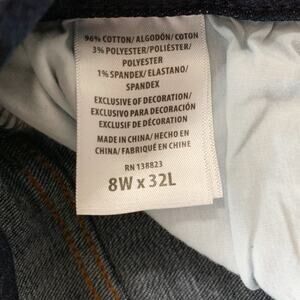 96% COTTON/ALGODÓN/COTON
3% POLYESTER/POLIÉSTER/
POLYESTER
1% SPANDEX/ELASTANO/
SPANDEX
EXCLUSIVE OF DECORATION/
EXCLUSIVO PARA DECORACIÓN
EXCLUSIF DE DÉCORATION
MADE IN CHINA/HECHO EN
CHINA/FABRIQUÉ EN CHINE
RN 138823
8W x 32L